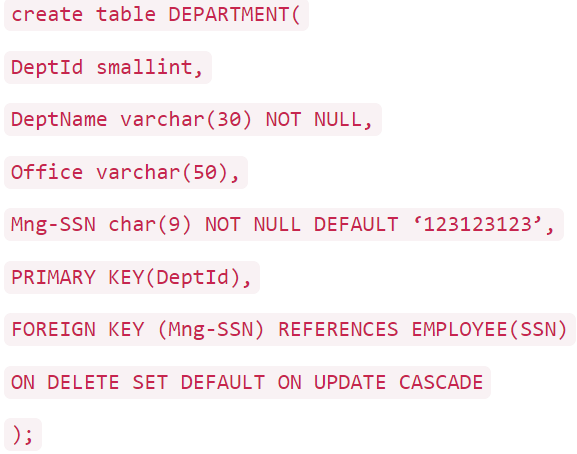 create table DEPARTMENT(
DeptId smallint,
DeptName varchar(30) NOT NULL,
Office varchar(50),
Mng-SSN char(9) NOT NULL DEFAULT ‘123123123’,
PRIMARY KEY(DeptId),
FOREIGN KEY (Mng-SSN) REFERENCES EMPLOYEE(SSN)
ON DELETE SET DEFAULT ON UPDATE CASCADE
);